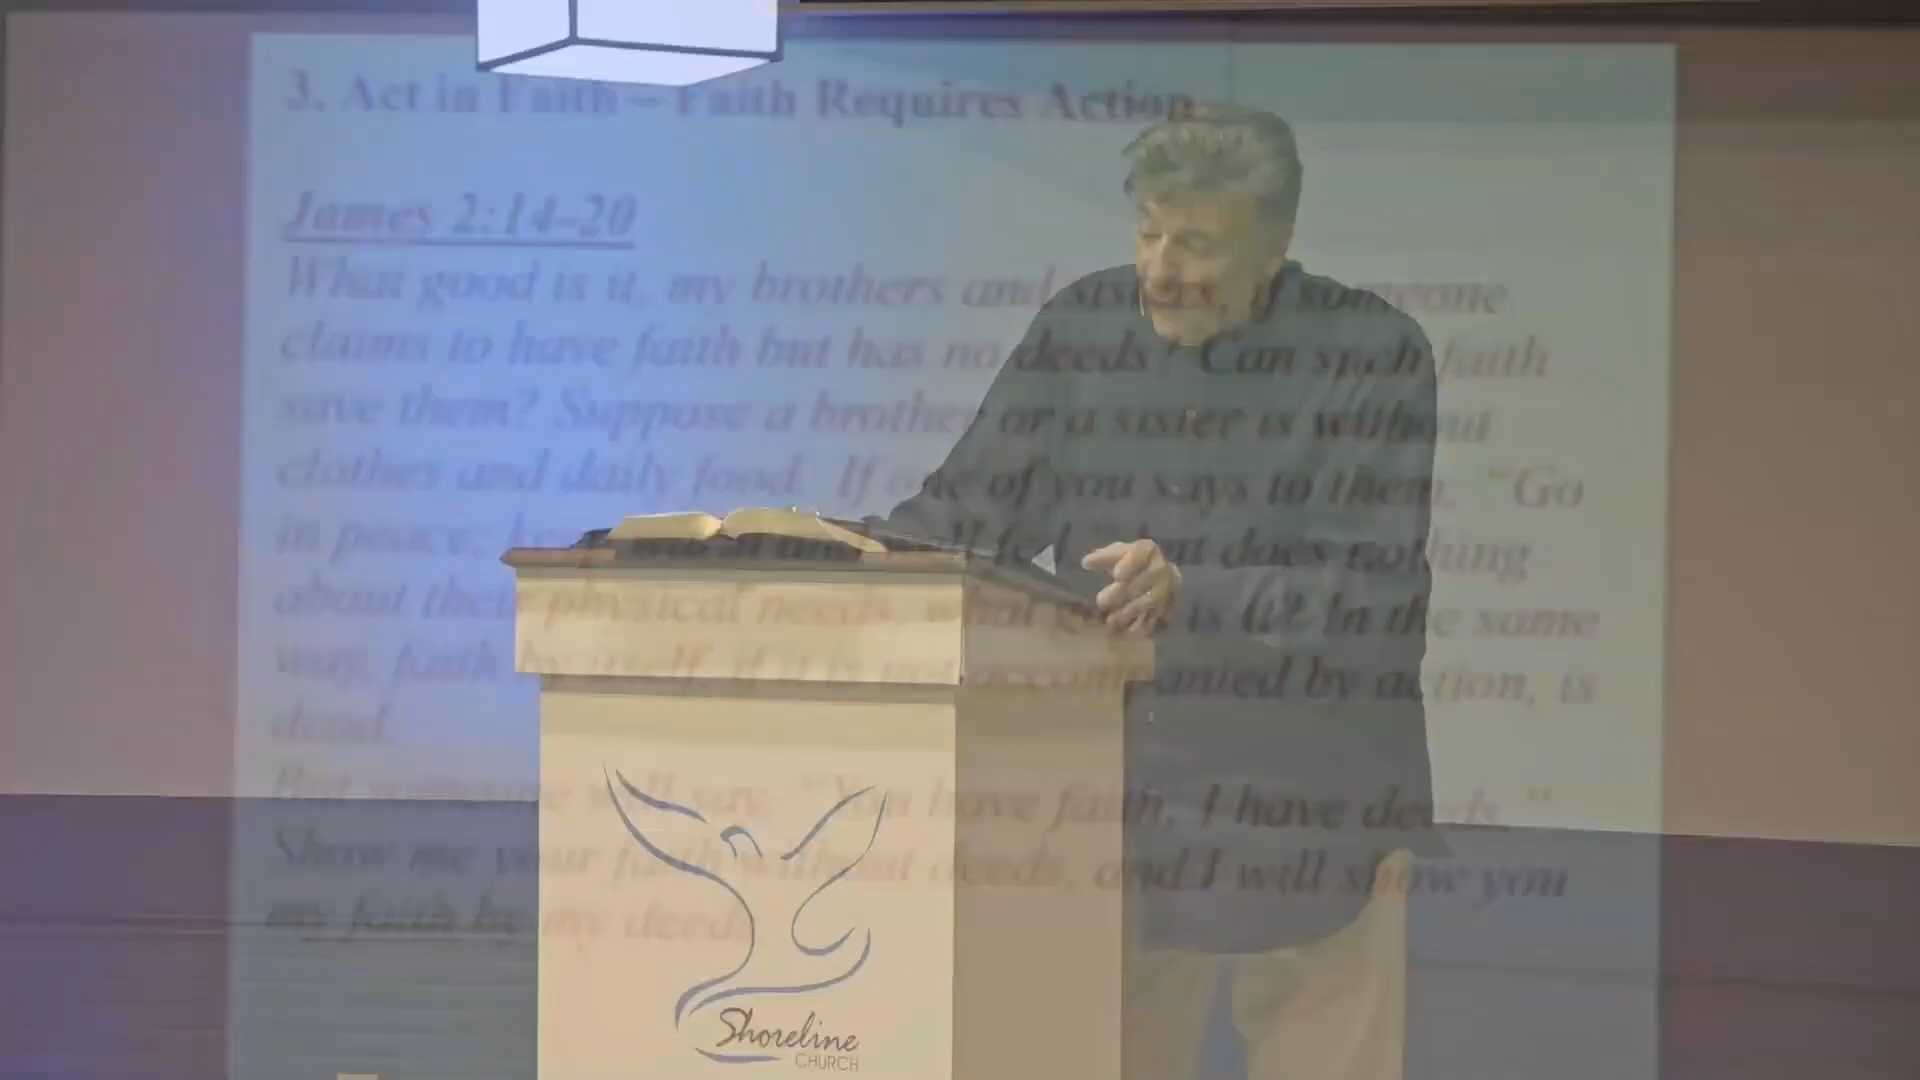 3. Act in Faith – Faith Requires Action
James 2:14–20
What good is it, my brothers and sisters, if someone
claims to have faith but has no deeds? Can such faith
save them? Suppose a brother or a sister is without
clothes and daily food. If one of you says to them, “Go
in peace; keep warm and well fed,” but does nothing
about their physical needs, what good is it? In the same
way, faith by itself, if it is not accompanied by action, is
dead.
But someone will say, “You have faith; I have deeds.”
Show me your faith without deeds, and I will show you
my faith by my deeds.
Shoreline
CHURCH